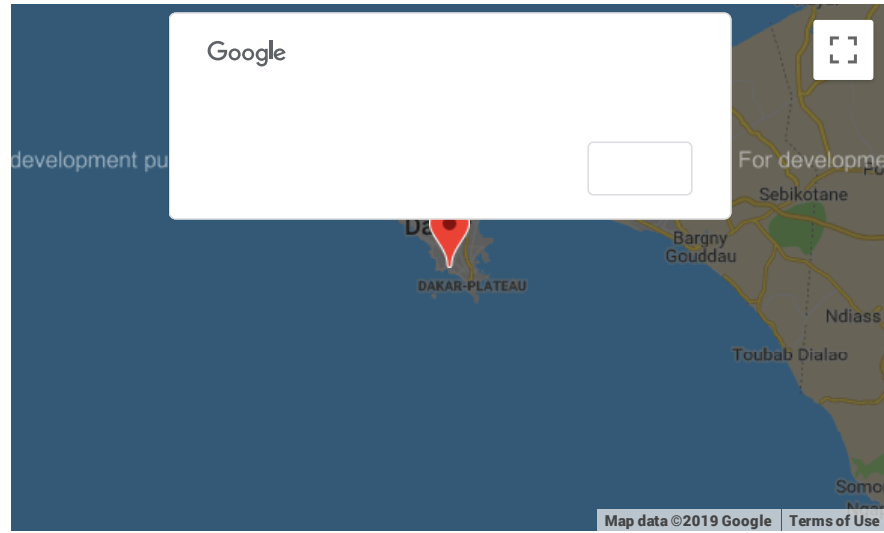 Google
development pu
For developme
Sebikotane
Bargny
Gouddau
DAKAR-PLATEAU
Ndiass
Toubab Dialao
Somo
Map data ©2019 Google
Terms of Use